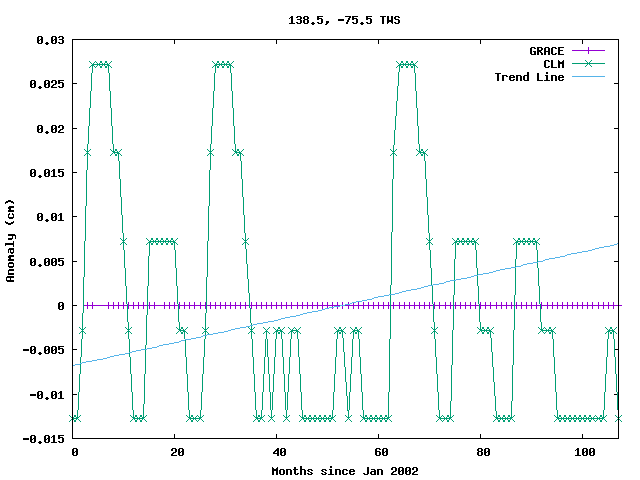 138.5, -75.5 TWS
GRACE
CLM
Trend Line
0.03
0.025
0.02
0.015
0.01
0.005
0
-0.005
-0.01
-0.015
Anomaly (cm)
0 20 40 60 80 100
Months since Jan 2002